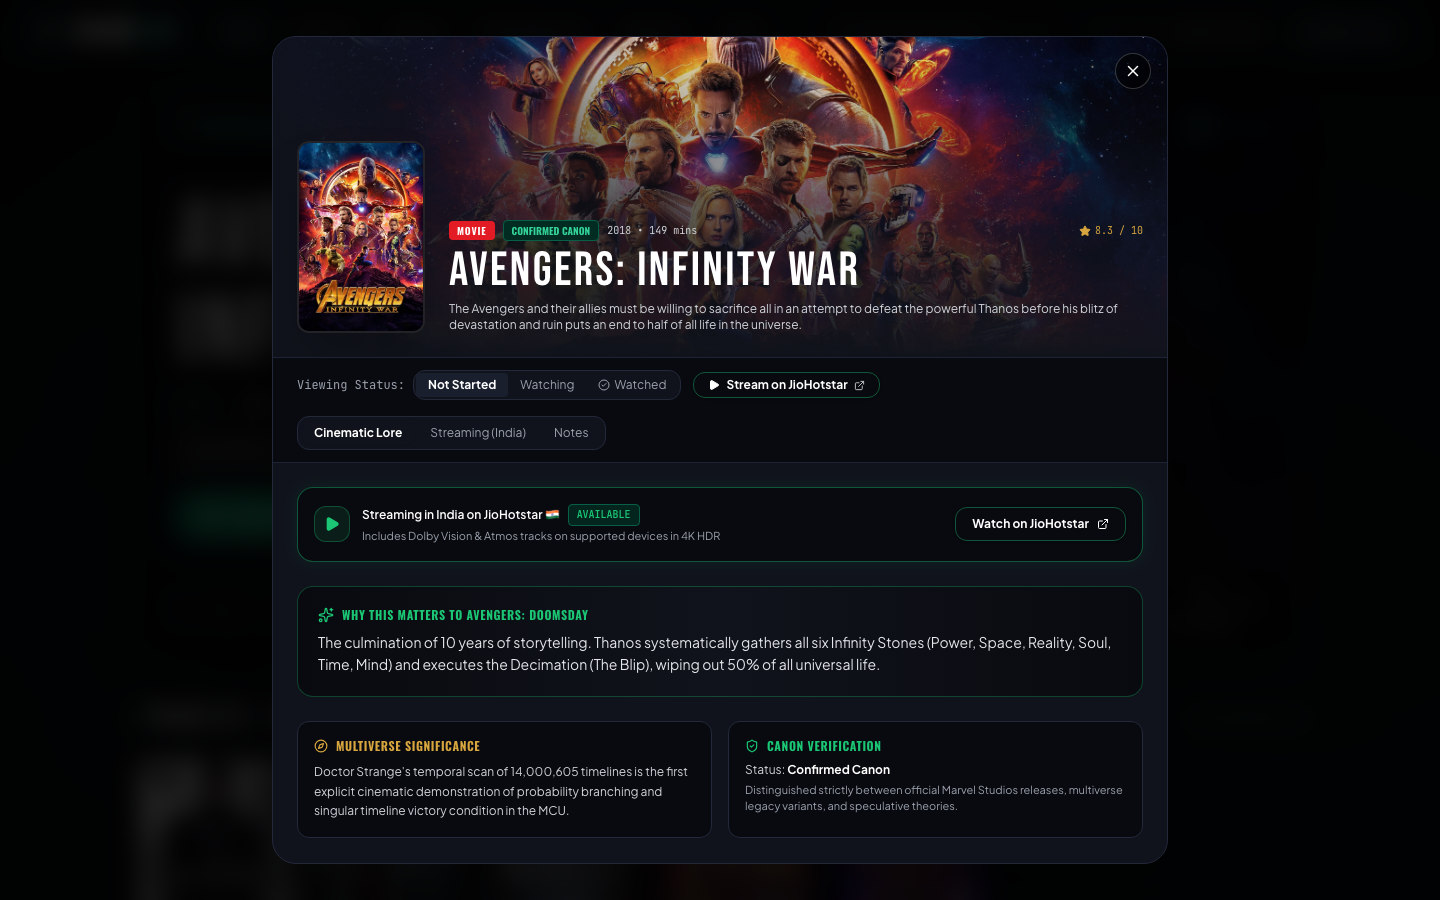 AVENGERS
INFINITY WAR
MOVIE CONFIRMED CANON 2018 • 149 mins 8.3 / 10
AVENGERS: INFINITY WAR
The Avengers and their allies must be willing to sacrifice all in an attempt to defeat the powerful Thanos before his blitz of
devastation and ruin puts an end to half of all life in the universe.
Viewing Status: Not Started Watching Watched Stream on JioHotstar
Cinematic Lore Streaming (India) Notes
Streaming in India on JioHotstar 🇮🇳 AVAILABLE
Includes Dolby Vision & Atmos tracks on supported devices in 4K HDR
Watch on JioHotstar
WHY THIS MATTERS TO AVENGERS: DOOMSDAY
The culmination of 10 years of storytelling. Thanos systematically gathers all six Infinity Stones (Power, Space, Reality, Soul,
Time, Mind) and executes the Decimation (The Blip), wiping out 50% of all universal life.
MULTIVERSE SIGNIFICANCE
Doctor Strange's temporal scan of 14,000,605 timelines is the first
explicit cinematic demonstration of probability branching and
singular timeline victory condition in the MCU.
CANON VERIFICATION
Status: Confirmed Canon
Distinguished strictly between official Marvel Studios releases, multiverse
legacy variants, and speculative theories.